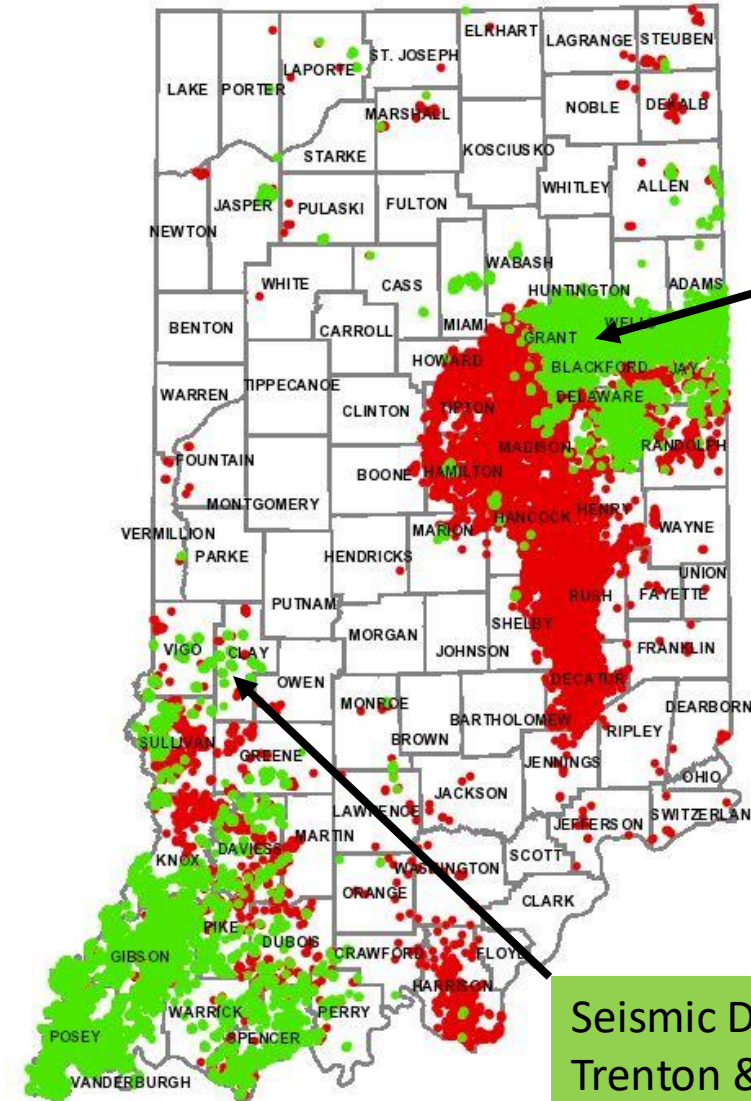 ELKHART
LAGRANGE
STEUBEN
ST. JOSEPH
LAPORTE
LAKE
PORTER
NOBLE
DEKALB
MARSHALL
KOSCIUSKO
STARKE
WHITLEY
ALLEN
JASPER
PULASKI
FULTON
NEWTON
WABASH
HUNTINGTON
ADAMS
WHITE
CASS
MIAMI
WELLS
BENTON
CARROLL
GRANT
HOWARD
BLACKFORD
JAY
WARREN
TIPPECANOE
CLINTON
TIPTON
DELAWARE
MADISON
RANDOLPH
FOUNTAIN
BOONE
HAMILTON
MONTGOMERY
HENRY
HANCOCK
WAYNE
VERMILLION
PARKE
HENDRICKS
MARION
UNION
PUTNAM
RUSH
FAYETTE
SHELBY
MORGAN
JOHNSON
FRANKLIN
VIGO
CLAY
OWEN
DECATUR
MONROE
BROWN
BARTHOLOMEW
DEARBORN
RIPLEY
SULLIVAN
GREENE
JENNINGS
OHIO
JACKSON
LAWRENCE
JEFFERSON
SWITZERLAN
MARTIN
KNOX
DAVIESS
WASHINGTON
SCOTT
ORANGE
CLARK
PIKE
DUBOIS
CRAWFORD
FLOYD
GIBSON
HARRISON
WARRICK
PERRY
POSEY
SPENCER
VANDERBURGH
Seismic D
Trenton &